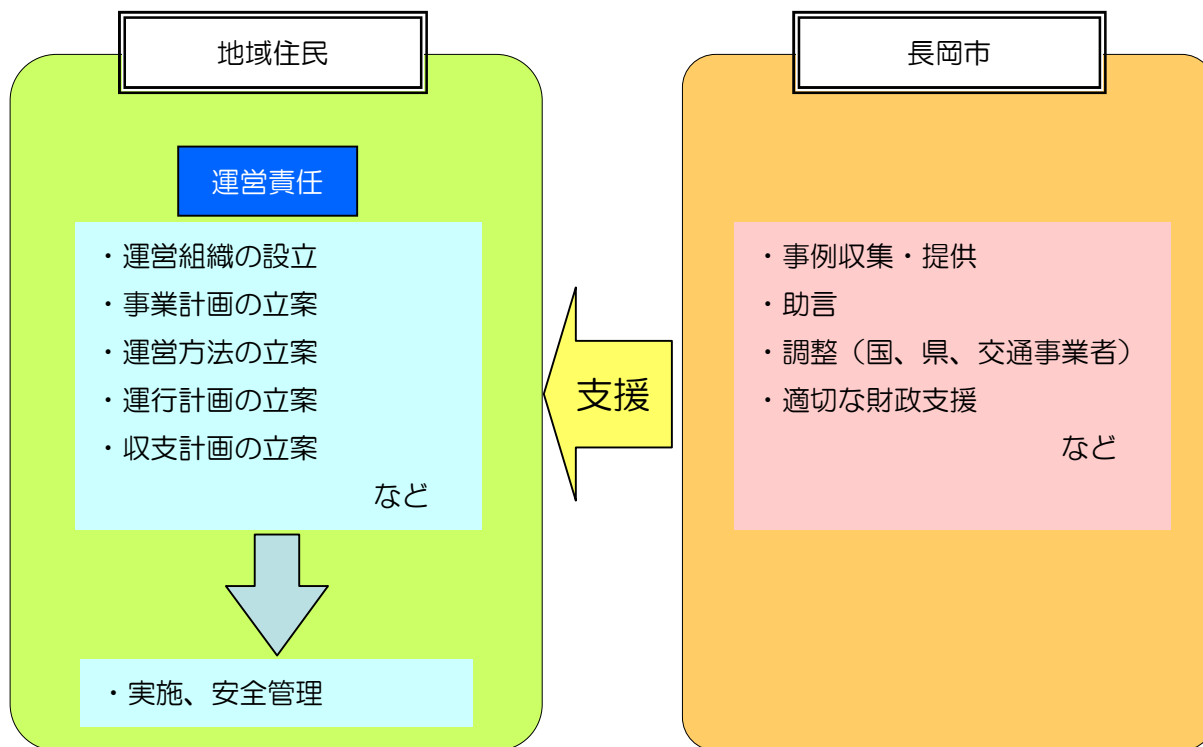 地域住民
運営責任
・運営組織の設立
・事業計画の立案
・運営方法の立案
・運行計画の立案
・収支計画の立案
など
・実施、安全管理
支援
長岡市
・事例収集・提供
・助言
・調整（国、県、交通事業者）
・適切な財政支援
など